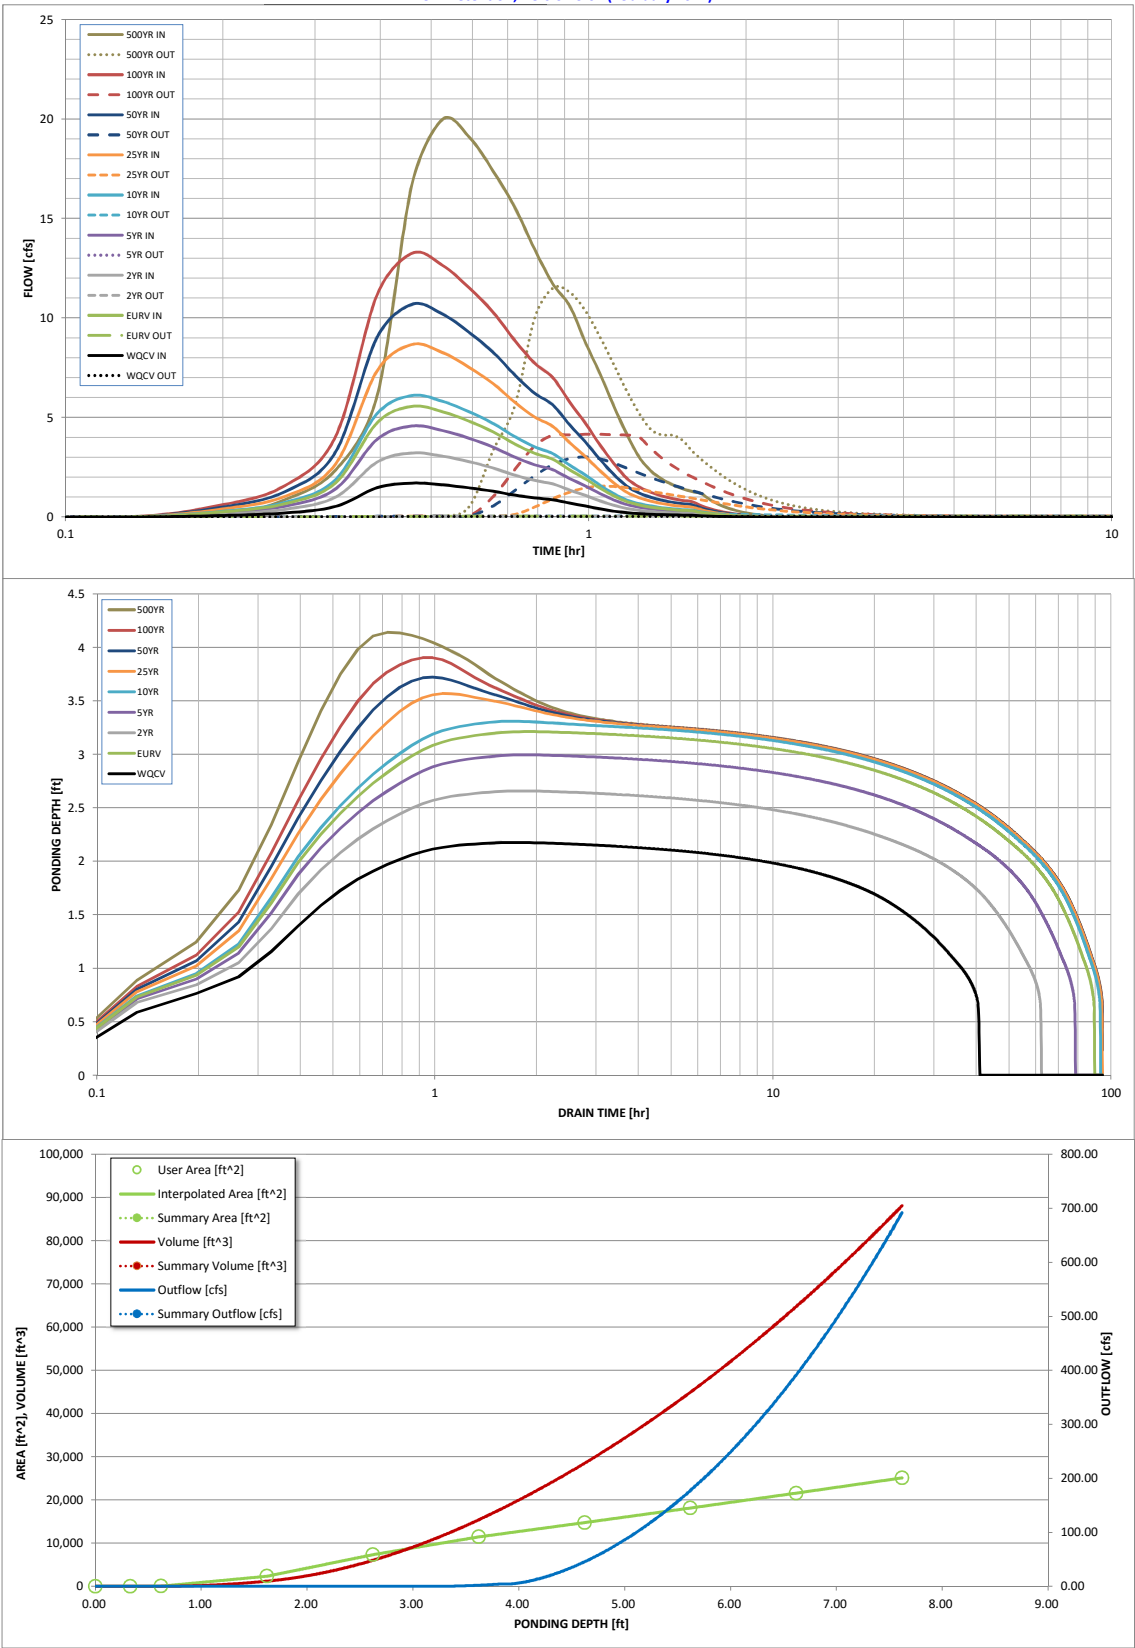 25
20
15
10
5
0
FLOW [cfs]
500YR IN
500YR OUT
100YR IN
100YR OUT
50YR IN
50YR OUT
25YR IN
25YR OUT
10YR IN
10YR OUT
5YR IN
5YR OUT
2YR IN
2YR OUT
EURV IN
EURV OUT
WQCV IN
WQCV OUT
0.1
1
10
TIME [hr]
4.5
4
3.5
3
2.5
2
1.5
1
0.5
0
PONDING DEPTH [ft]
500YR
100YR
50YR
25YR
10YR
5YR
2YR
EURV
WQCV
0.1
1
10
100
DRAIN TIME [hr]
100,000
90,000
80,000
70,000
60,000
50,000
40,000
30,000
20,000
10,000
0
AREA [ft^2], VOLUME [ft^3]
User Area [ft^2]
Interpolated Area [ft^2]
Summary Area [ft^2]
Volume [ft^3]
Summary Volume [ft^3]
Outflow [cfs]
Summary Outflow [cfs]
800.00
700.00
600.00
500.00
400.00
300.00
200.00
100.00
0.00
OUTFLOW [cfs]
0.00
1.00
2.00
3.00
4.00
5.00
6.00
7.00
8.00
9.00
PONDING DEPTH [ft]